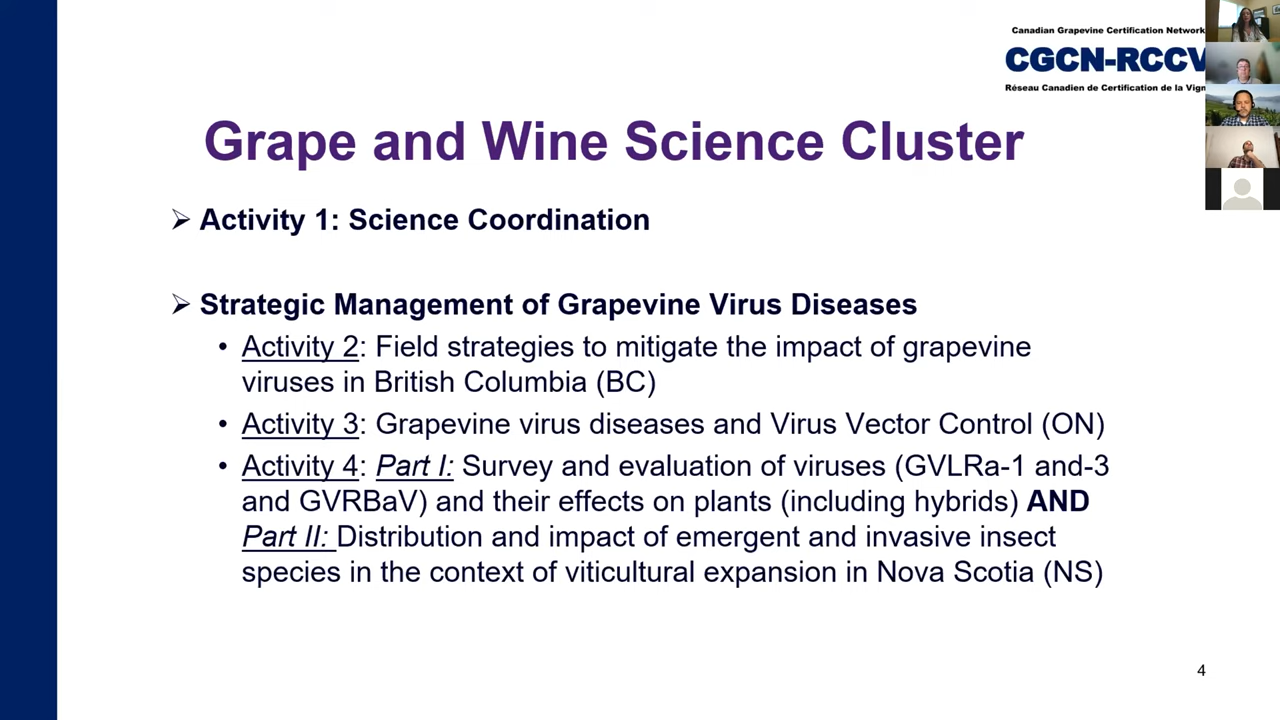 Canadian Grapevine Certification Network
CGCN-RCCV
Réseau Canadien de Certification de la Vign
Grape and Wine Science Cluster
➢ Activity 1: Science Coordination
➢ Strategic Management of Grapevine Virus Diseases
• Activity 2: Field strategies to mitigate the impact of grapevine
viruses in British Columbia (BC)
• Activity 3: Grapevine virus diseases and Virus Vector Control (ON)
• Activity 4: Part I: Survey and evaluation of viruses (GVLRa-1 and-3
and GVRBaV) and their effects on plants (including hybrids) AND
Part II: Distribution and impact of emergent and invasive insect
species in the context of viticultural expansion in Nova Scotia (NS)
4